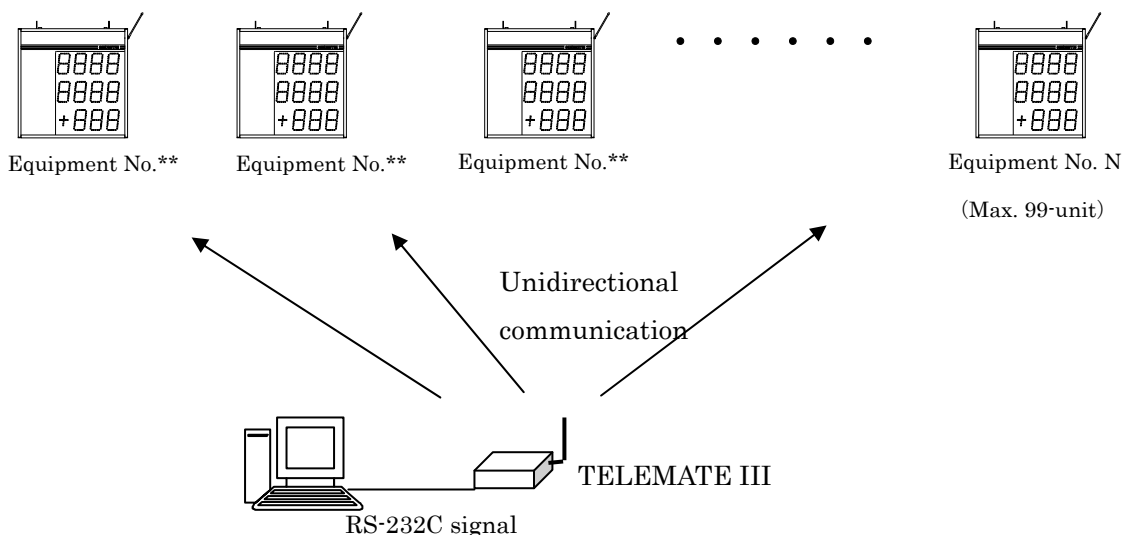 8888 8888 8888 8888
8888 8888 8888 8888
+888 +888 +888 +888
Equipment No.** Equipment No.** Equipment No.** Equipment No. N
(Max. 99-unit)
Unidirectional
communication
TELEMATE III
RS-232C signal